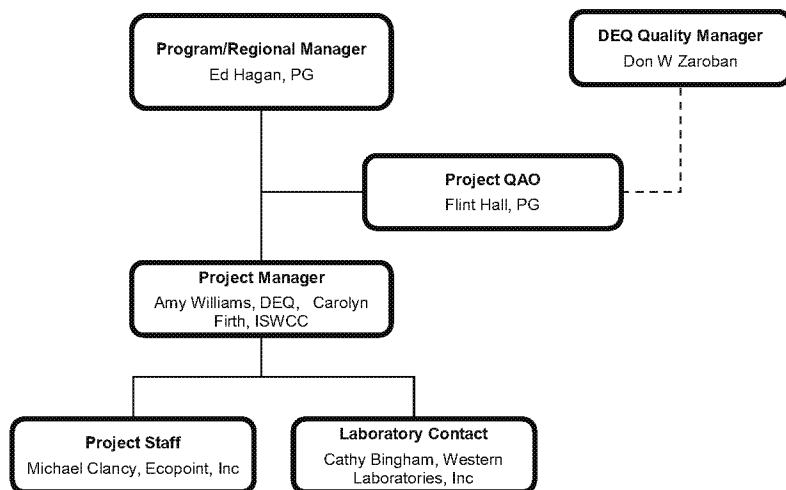 Program/Regional Manager
Ed Hagan, PG
DEQ Quality Manager
Don W Zaroban
Project QAO
Flint Hall, PG
Project Manager
Amy Williams, DEQ, Carolyn
Firth, ISWCC
Project Staff
Michael Clancy, Ecopoint, Inc
Laboratory Contact
Cathy Bingham, Western
Laboratories, Inc